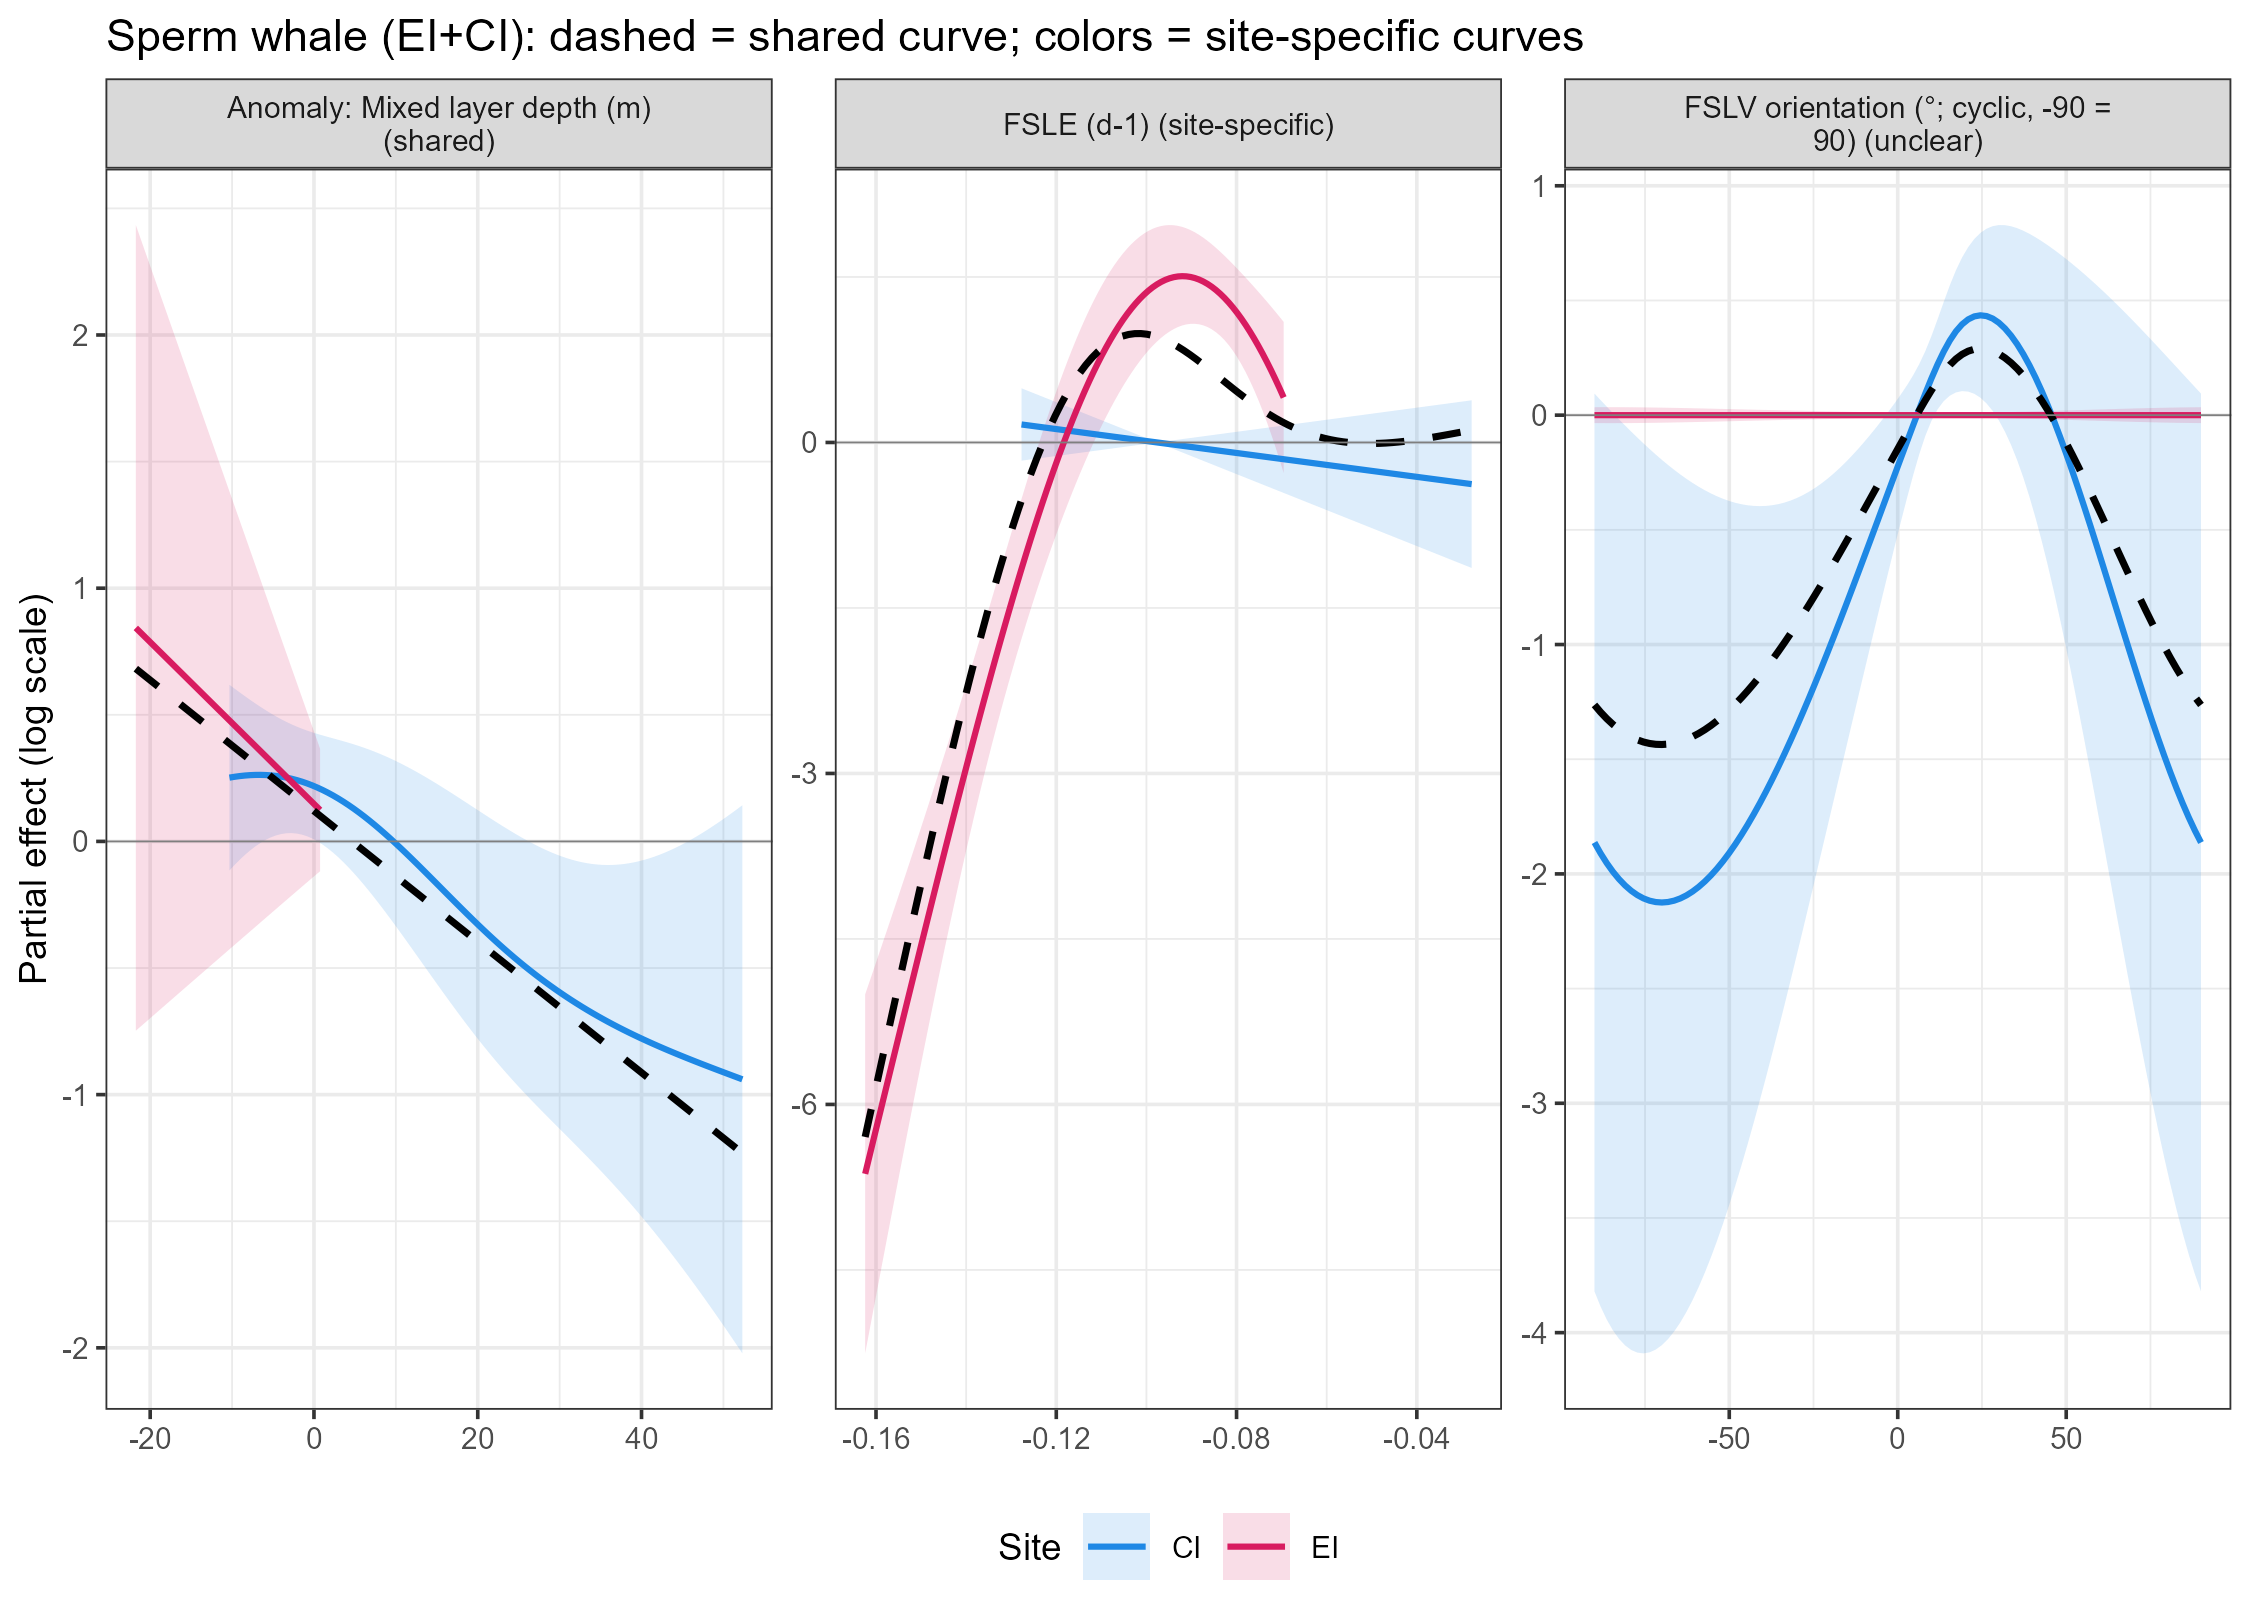 Sperm whale (EI+CI): dashed = shared curve; colors = site-specific curves
Anomaly: Mixed layer depth (m)
(shared)
FSLE (d-1) (site-specific)
FSLV orientation (°; cyclic, -90 =
90) (unclear)
Partial effect (log scale)
2
1
0
-1
-2
-20 0 20 40
0
-3
-6
-0.16 -0.12 -0.08 -0.04
1
0
-1
-2
-3
-4
-50 0 50
Site CI EI